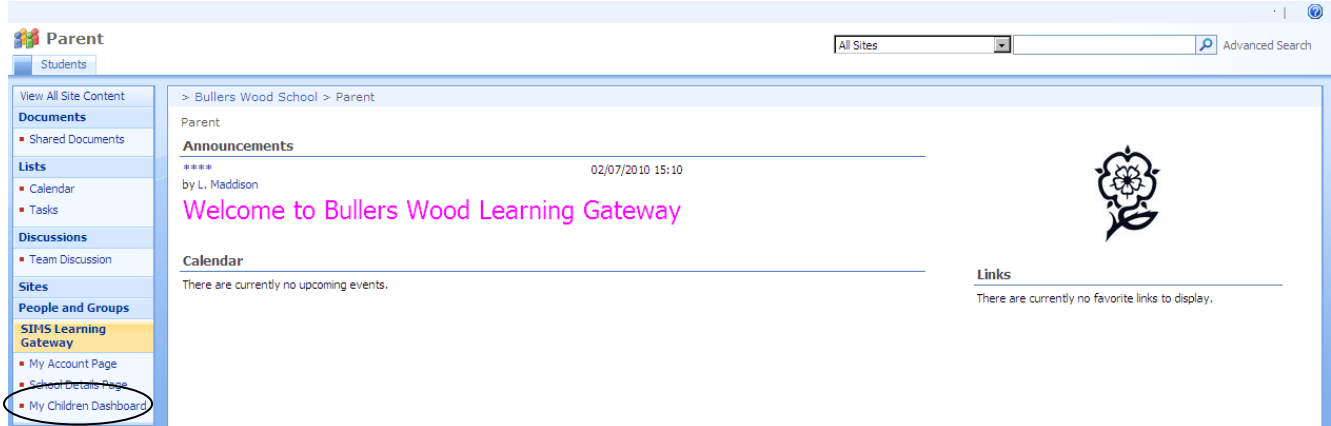 Parent
All Sites
Advanced Search
Students
View All Site Content
Documents
Shared Documents
Lists
Calendar
Tasks
Discussions
Team Discussion
Sites
People and Groups
SIMS Learning
Gateway
My Account Page
School Details Page
My Children Dashboard
> Bullers Wood School > Parent
Parent
Announcements
**** 02/07/2010 15:10
by L. Maddison
Welcome to Bullers Wood Learning Gateway
Calendar
There are currently no upcoming events.
Links
There are currently no favorite links to display.